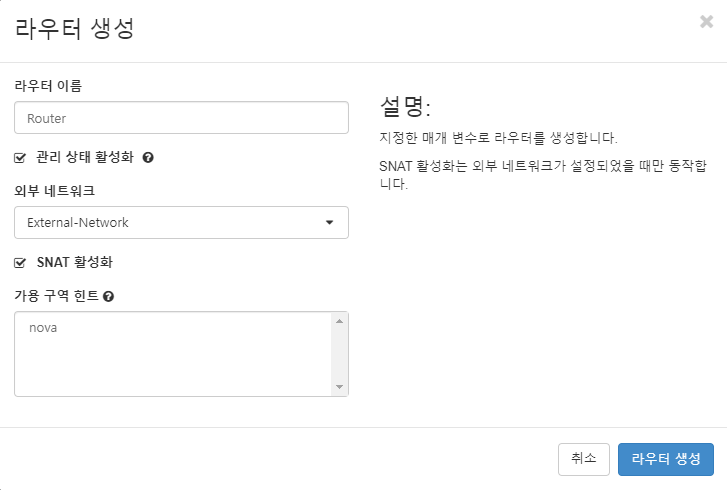 라우터 생성
라우터 이름
Router
관리 상태 활성화
외부 네트워크
External-Network
SNAT 활성화
가용 구역 힌트
nova
설명:
지정한 매개 변수로 라우터를 생성합니다.
SNAT 활성화는 외부 네트워크가 설정되었을 때만 동작합
니다.
취소
라우터 생성